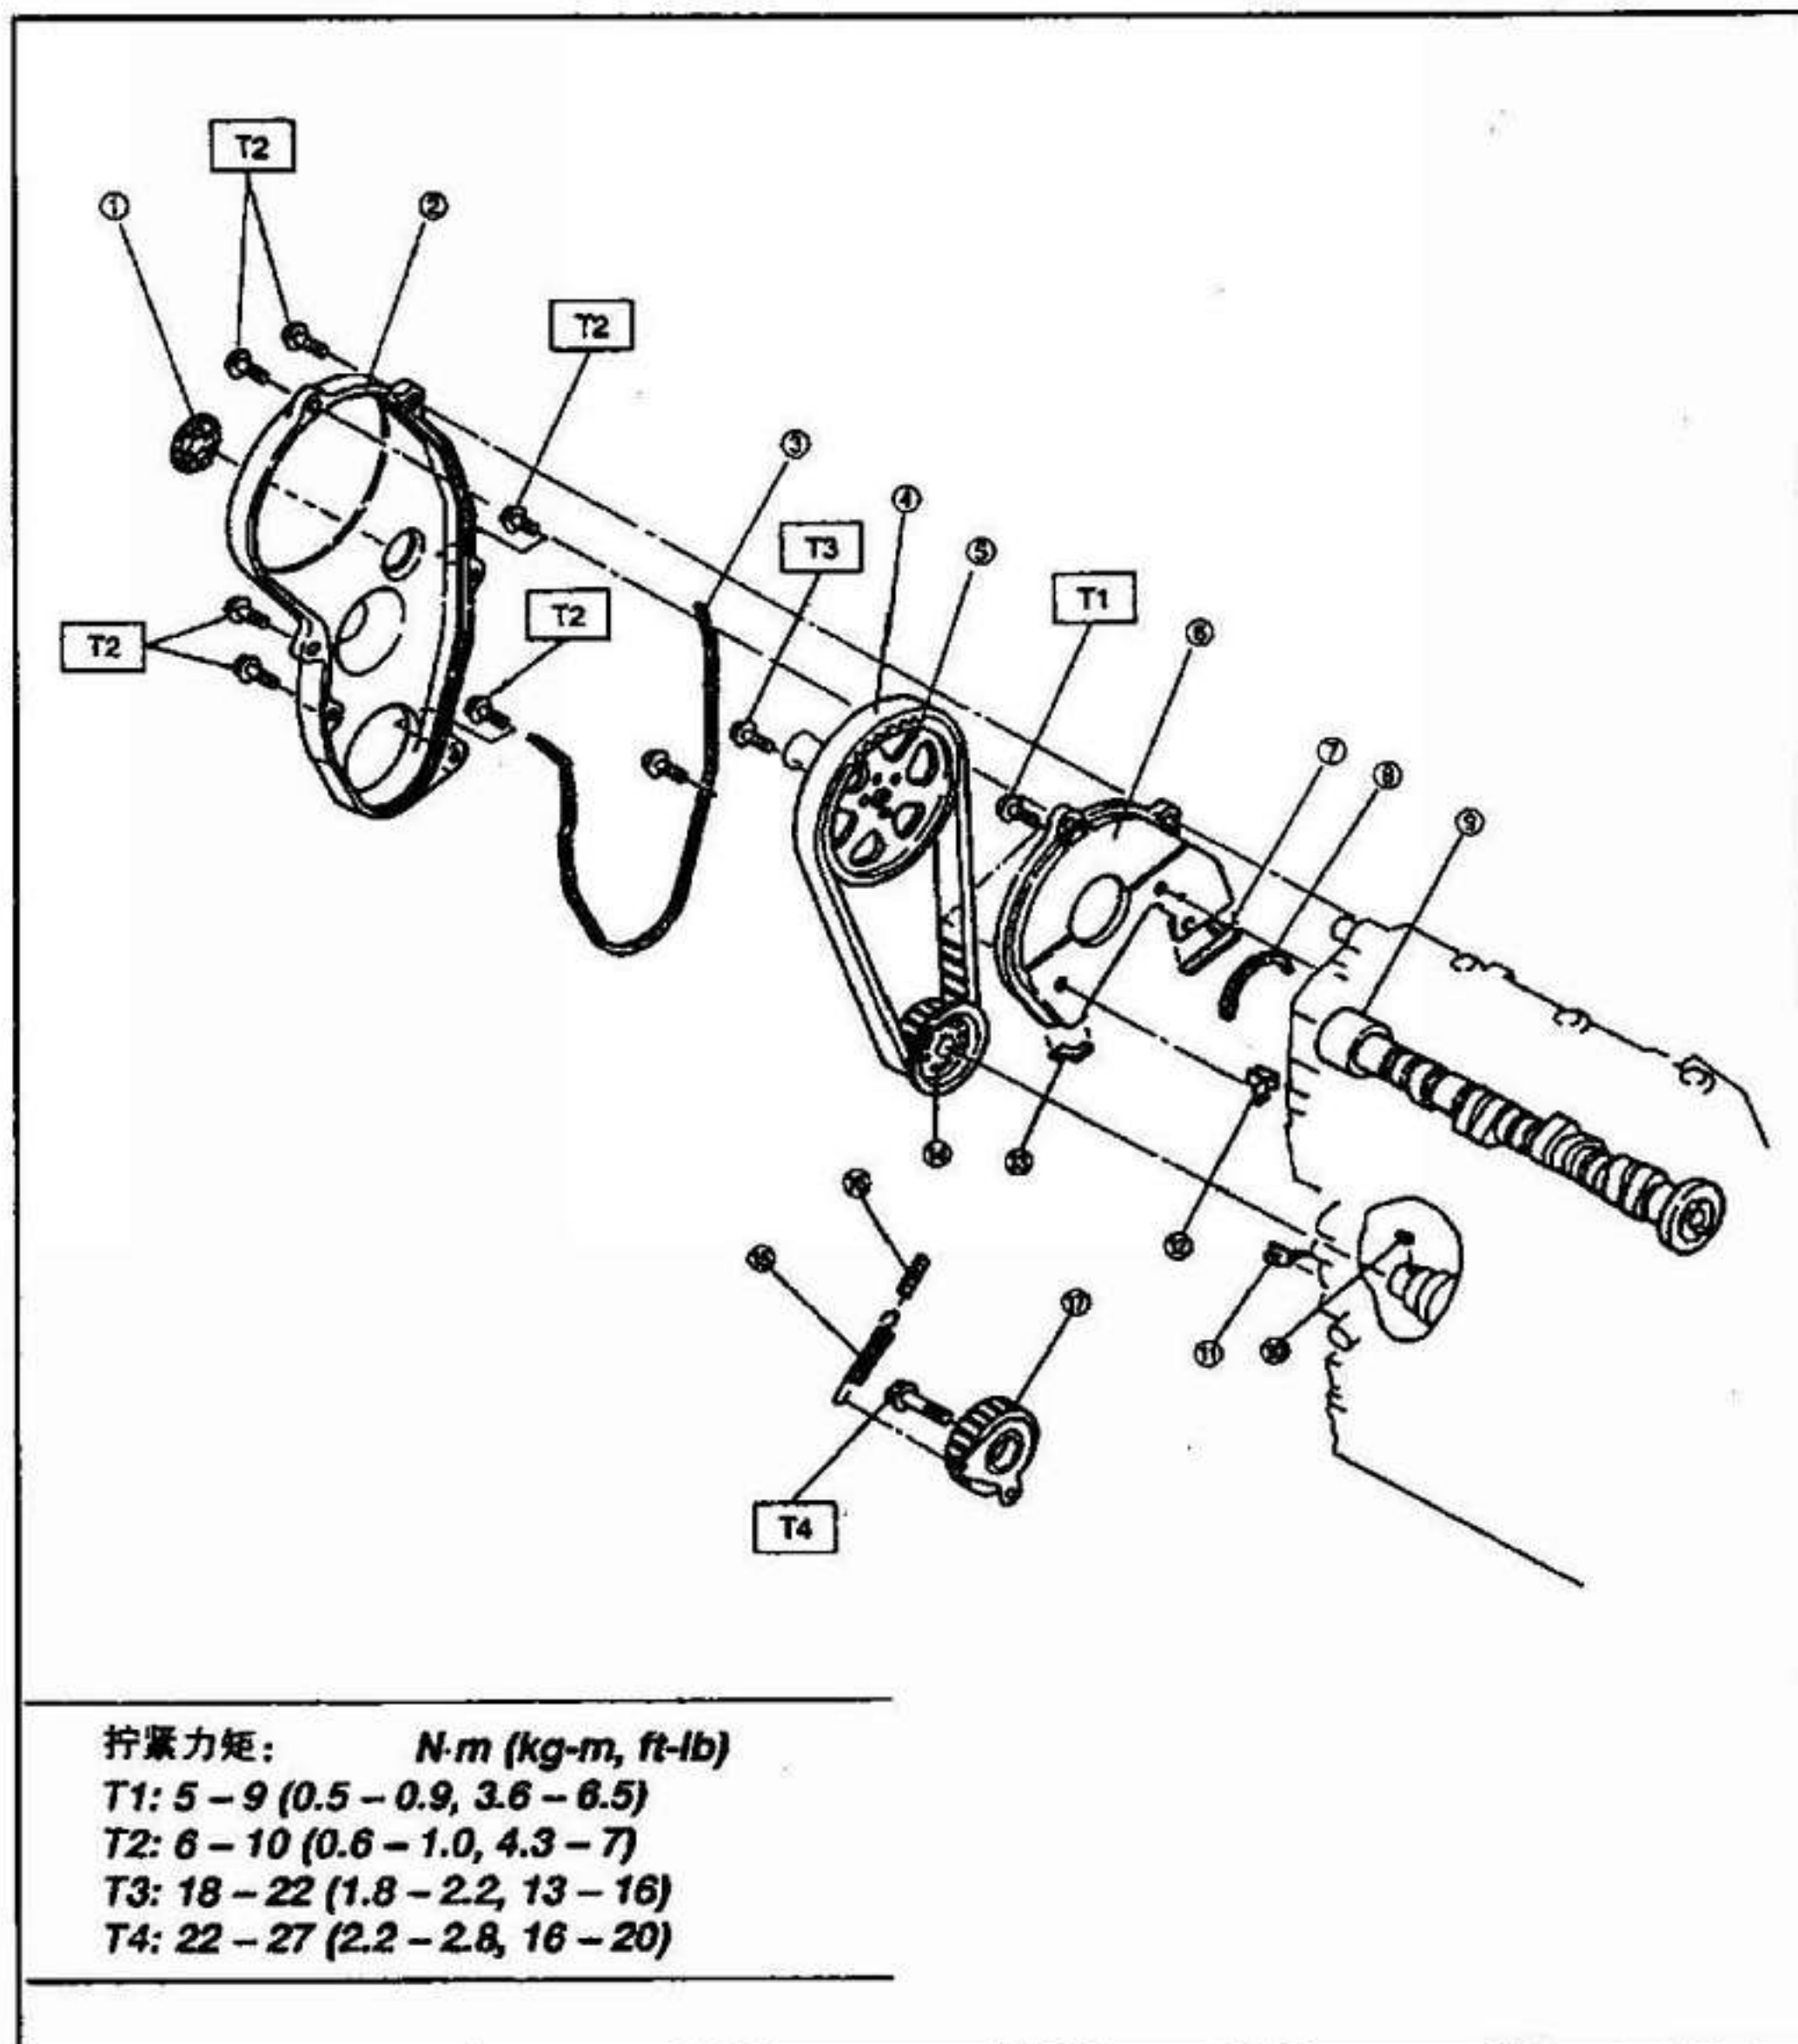 T2
① ②
T2
③
④
T3 ⑤
T1
T2
T2
⑥
⑦
⑧
⑨
⑭ ⑬
⑫
⑰
⑪ ⑩
T4
拧紧力矩: N·m (kg-m, ft-lb)
T1: 5 – 9 (0.5 – 0.9, 3.6 – 6.5)
T2: 6 – 10 (0.6 – 1.0, 4.3 – 7)
T3: 18 – 22 (1.8 – 2.2, 13 – 16)
T4: 22 – 27 (2.2 – 2.8, 16 – 20)